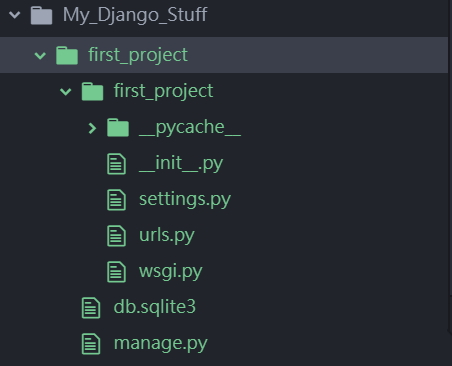 My_Django_Stuff
first_project
first_project
__pycache__
__init__.py
settings.py
urls.py
wsgi.py
db.sqlite3
manage.py